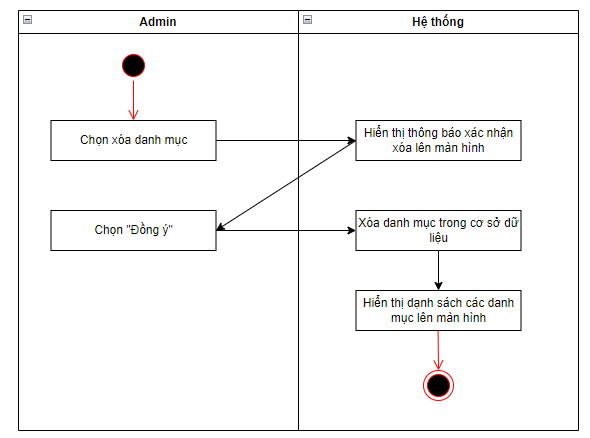 Admin
Hệ thống
Chọn xóa danh mục
Hiển thị thông báo xác nhận
xóa lên màn hình
Chọn "Đồng ý"
Xóa danh mục trong cơ sở dữ
liệu
Hiển thị danh sách các danh
mục lên màn hình